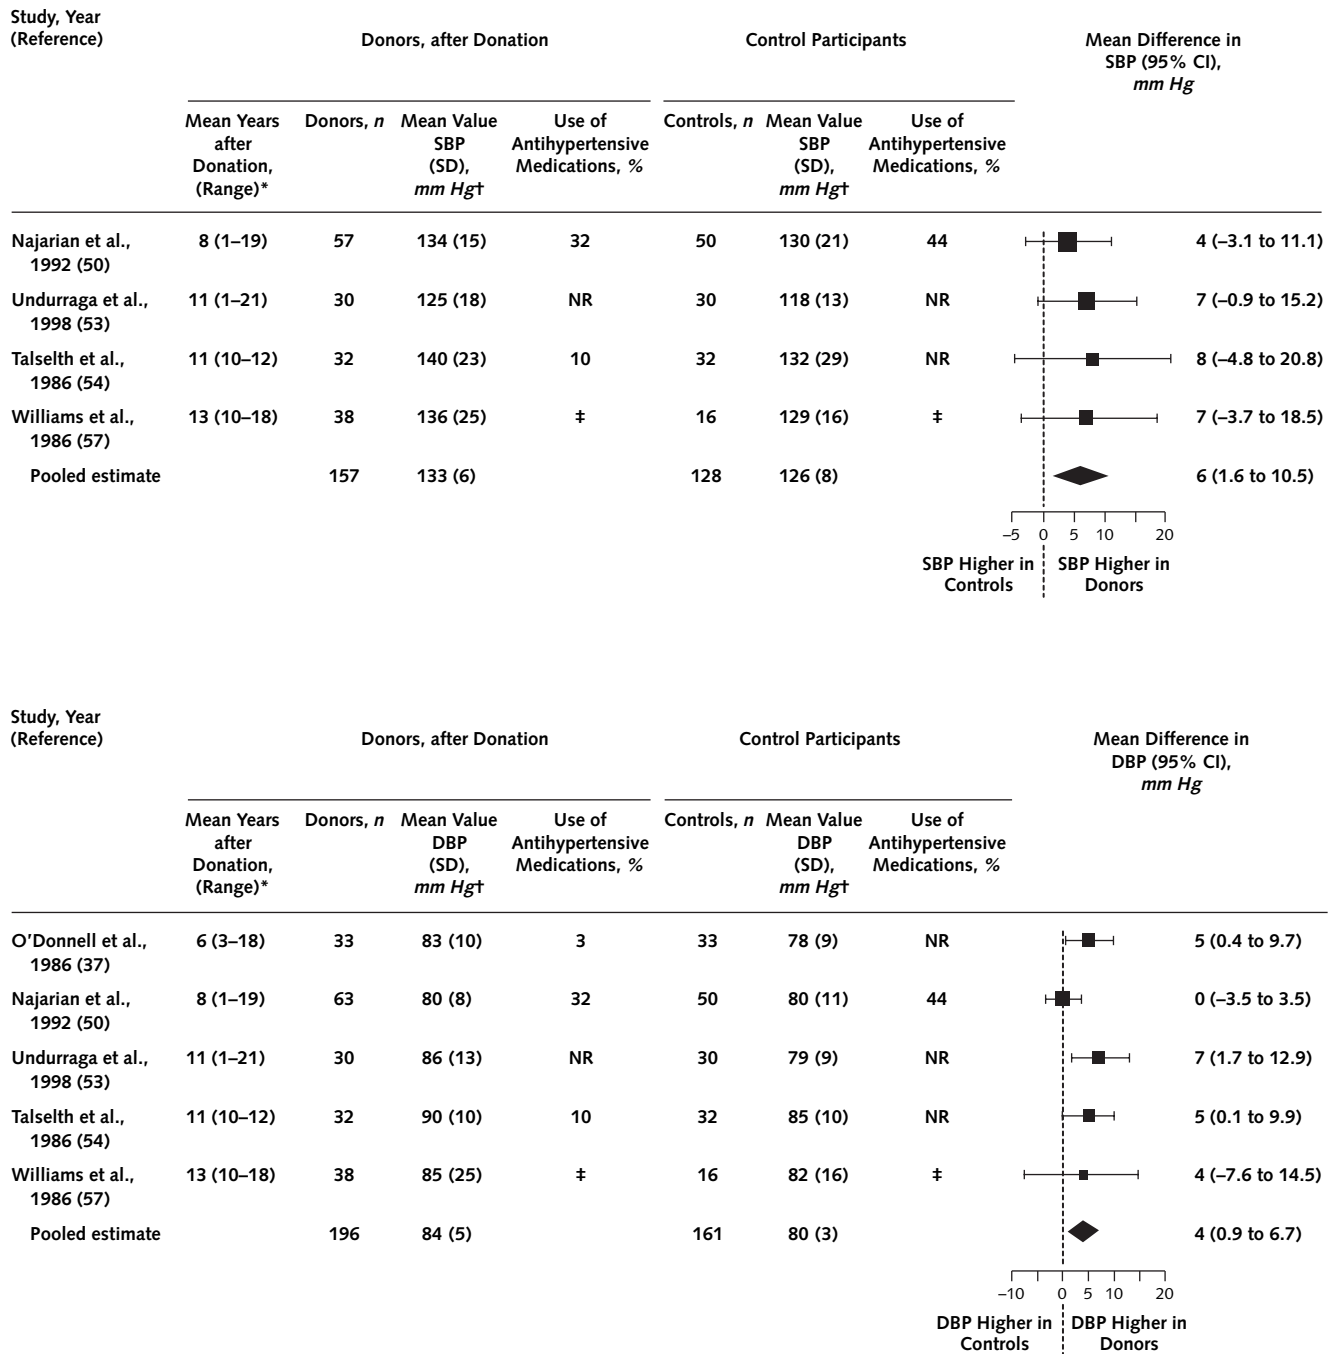 Study, Year
(Reference)
Donors, after Donation
Control Participants
Mean Difference in
SBP (95% CI),
mm Hg
Mean Years
after
Donation,
(Range)*
Donors, n
Mean Value
SBP
(SD),
mm Hg†
Use of
Antihypertensive
Medications, %
Controls, n
Mean Value
SBP
(SD),
mm Hg†
Use of
Antihypertensive
Medications, %
Najarian et al., 8 (1–19) 57 134 (15) 32 50 130 (21) 44 4 (–3.1 to 11.1)
1992 (50)
Undurraga et al., 11 (1–21) 30 125 (18) NR 30 118 (13) NR 7 (–0.9 to 15.2)
1998 (53)
Talselth et al., 11 (10–12) 32 140 (23) 10 32 132 (29) NR 8 (–4.8 to 20.8)
1986 (54)
Williams et al., 13 (10–18) 38 136 (25) ‡ 16 129 (16) ‡ 7 (–3.7 to 18.5)
1986 (57)
Pooled estimate 157 133 (6) 128 126 (8) 6 (1.6 to 10.5)
–5 0 5 10 20
SBP Higher in
Controls
SBP Higher in
Donors
Study, Year
(Reference)
Donors, after Donation
Control Participants
Mean Difference in
DBP (95% CI),
mm Hg
Mean Years
after
Donation,
(Range)*
Donors, n
Mean Value
DBP
(SD),
mm Hg†
Use of
Antihypertensive
Medications, %
Controls, n
Mean Value
DBP
(SD),
mm Hg†
Use of
Antihypertensive
Medications, %
O'Donnell et al., 6 (3–18) 33 83 (10) 3 33 78 (9) NR 5 (0.4 to 9.7)
1986 (37)
Najarian et al., 8 (1–19) 63 80 (8) 32 50 80 (11) 44 0 (–3.5 to 3.5)
1992 (50)
Undurraga et al., 11 (1–21) 30 86 (13) NR 30 79 (9) NR 7 (1.7 to 12.9)
1998 (53)
Talselth et al., 11 (10–12) 32 90 (10) 10 32 85 (10) NR 5 (0.1 to 9.9)
1986 (54)
Williams et al., 13 (10–18) 38 85 (25) ‡ 16 82 (16) ‡ 4 (–7.6 to 14.5)
1986 (57)
Pooled estimate 196 84 (5) 161 80 (3) 4 (0.9 to 6.7)
–10 0 5 10 20
DBP Higher in
Controls
DBP Higher in
Donors